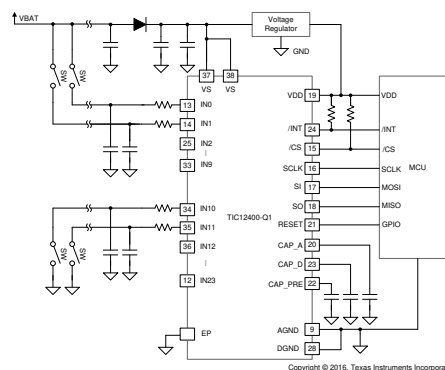 VBAT
Voltage
Regulator
GND
37
38
VS
VS
SW
SW
13
IN0
14
IN1
25
IN2
33
IN9
34
IN10
35
IN11
36
IN12
12
IN23
SW
SW
EP
TIC12400-Q1
VDD
19
VDD
/INT
24
/INT
/CS
15
/CS
MCU
SCLK
16
SCLK
SI
17
MOSI
SO
18
MISO
RESET
21
GPIO
CAP_A
20
CAP_D
23
CAP_PRE
22
AGND
9
DGND
28
Copyright © 2016, Texas Instruments Incorpora